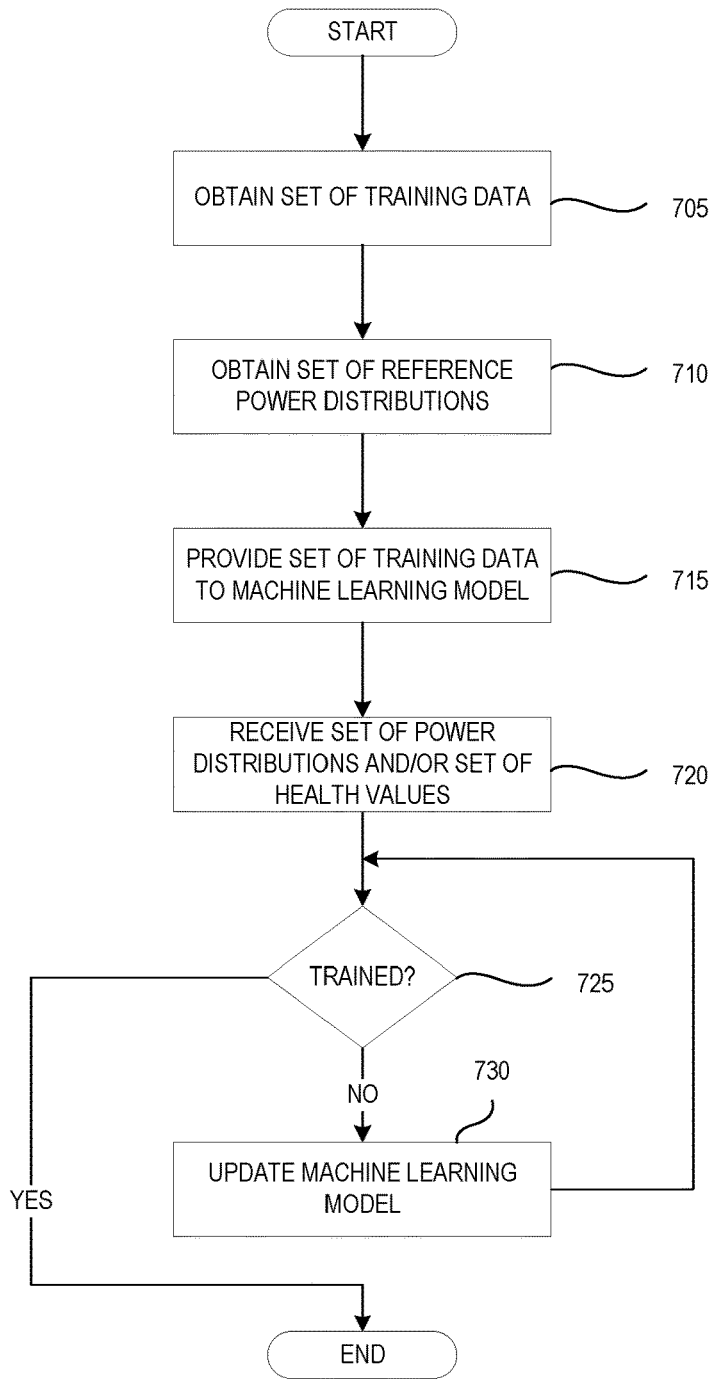 START
OBTAIN SET OF TRAINING DATA
705
OBTAIN SET OF REFERENCE
POWER DISTRIBUTIONS
710
PROVIDE SET OF TRAINING DATA
TO MACHINE LEARNING MODEL
715
RECEIVE SET OF POWER
DISTRIBUTIONS AND/OR SET OF
HEALTH VALUES
720
TRAINED?
725
NO
730
UPDATE MACHINE LEARNING
MODEL
YES
END